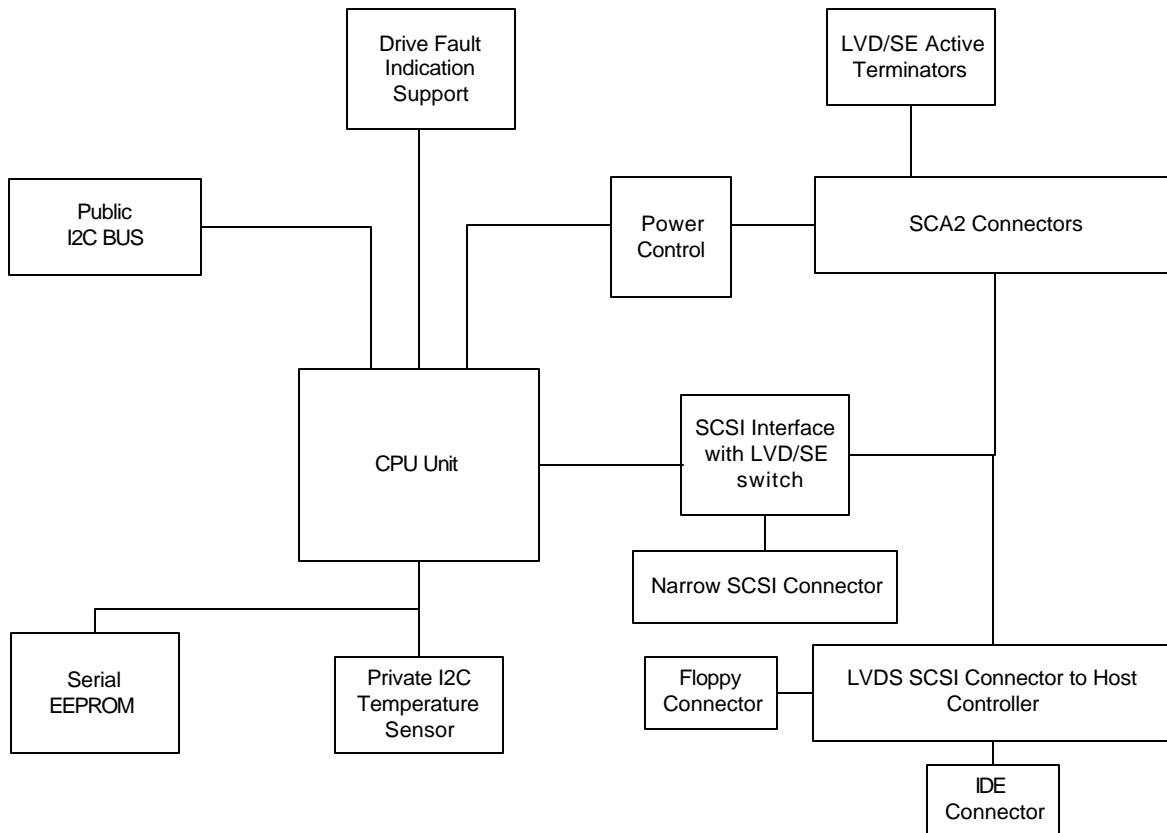 Drive Fault
Indication
Support
LVD/SE Active
Terminators
Public
I2C BUS
Power
Control
SCA2 Connectors
CPU Unit
SCSI Interface
with LVD/SE
switch
Narrow SCSI Connector
Serial
EEPROM
Private I2C
Temperature
Sensor
Floppy
Connector
LVDS SCSI Connector to Host
Controller
IDE
Connector